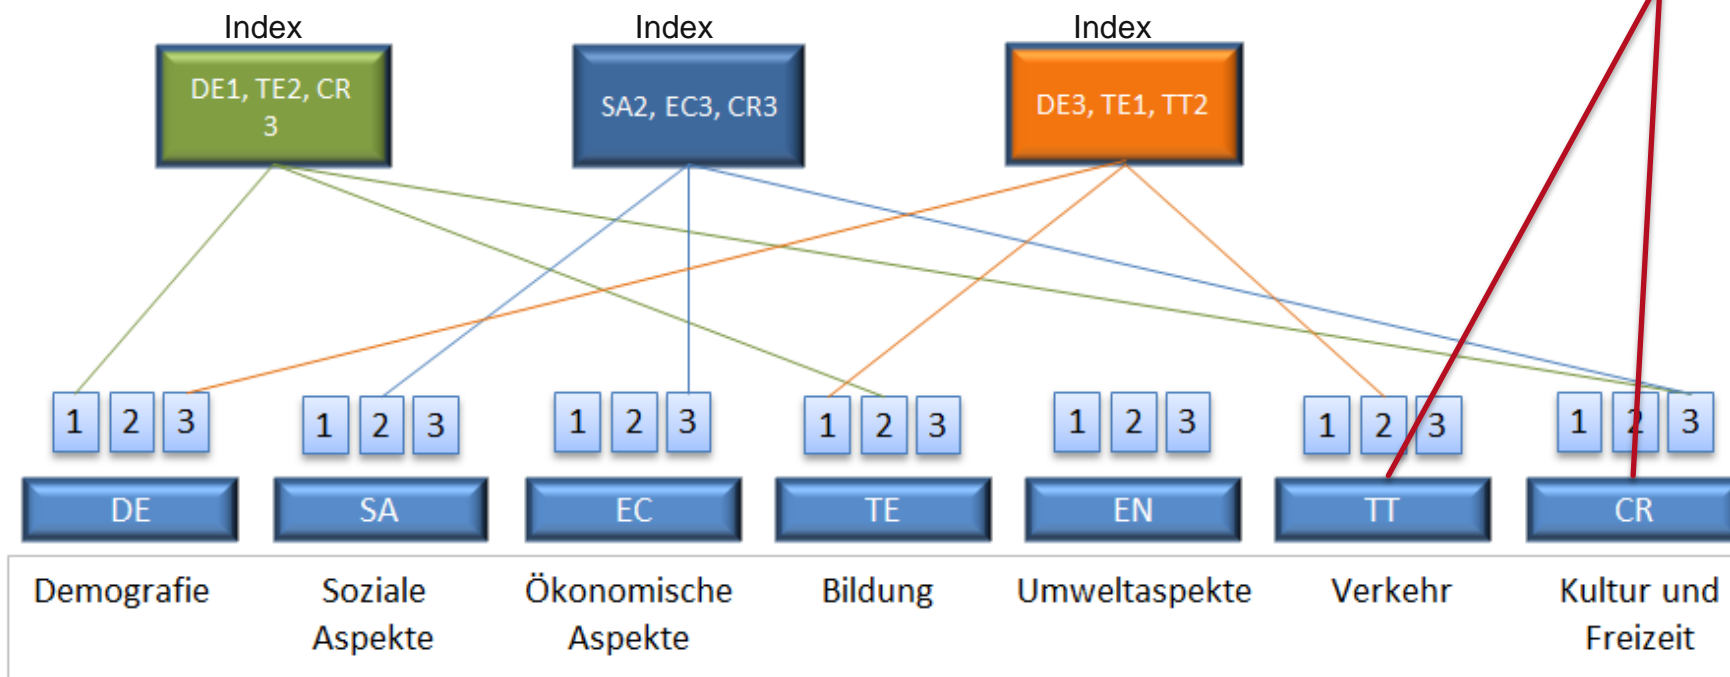 Index
Index
Index
DE1, TE2, CR
3
SA2, EC3, CR3
DE3, TE1, TT2
1 2 3
1 2 3
1 2 3
1 2 3
1 2 3
1 2 3
1 2 3
DE
SA
EC
TE
EN
TT
CR
Demografie
Soziale
Aspekte
Ökonomische
Aspekte
Bildung
Umweltaspekte
Verkehr
Kultur und
Freizeit